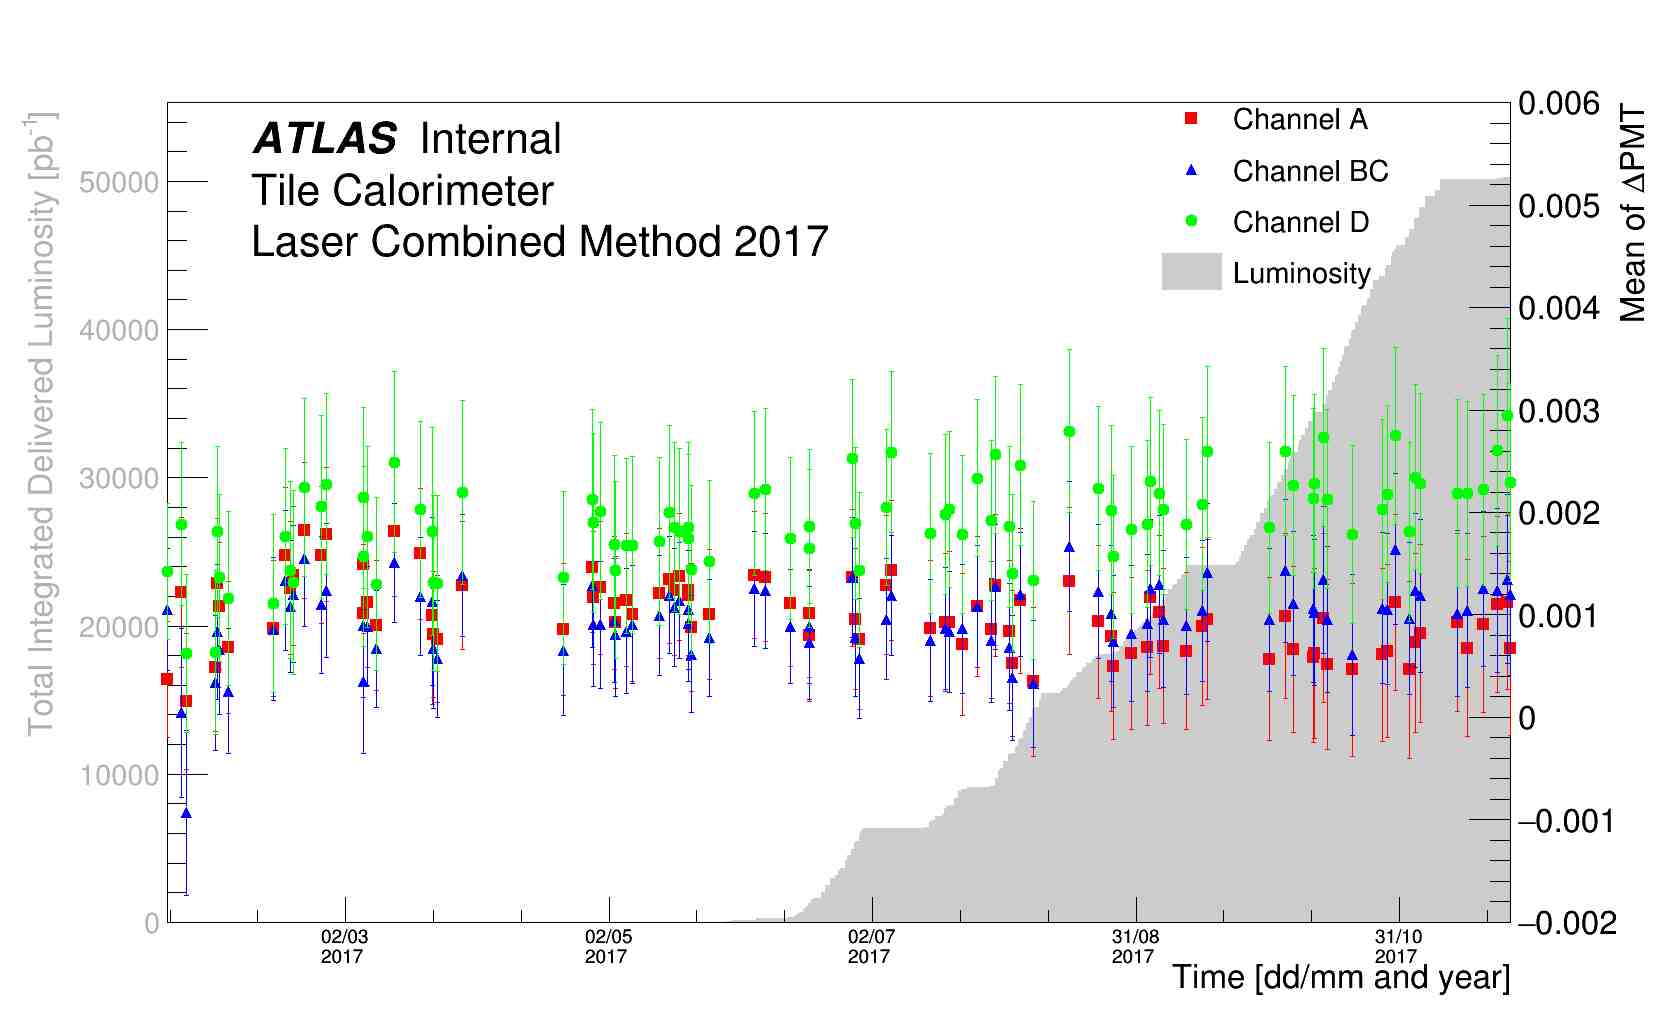 ATLAS Internal
Tile Calorimeter
Laser Combined Method 2017
Channel A
Channel BC
Channel D
Luminosity
Total Integrated Delivered Luminosity [pb-1]
50000
40000
30000
20000
10000
0
0.006
0.005
0.004
0.003
0.002
0.001
0
−0.001
−0.002
Mean of ΔPMT
02/03
2017
02/05
2017
02/07
2017
31/08
2017
31/10
2017
Time [dd/mm and year]